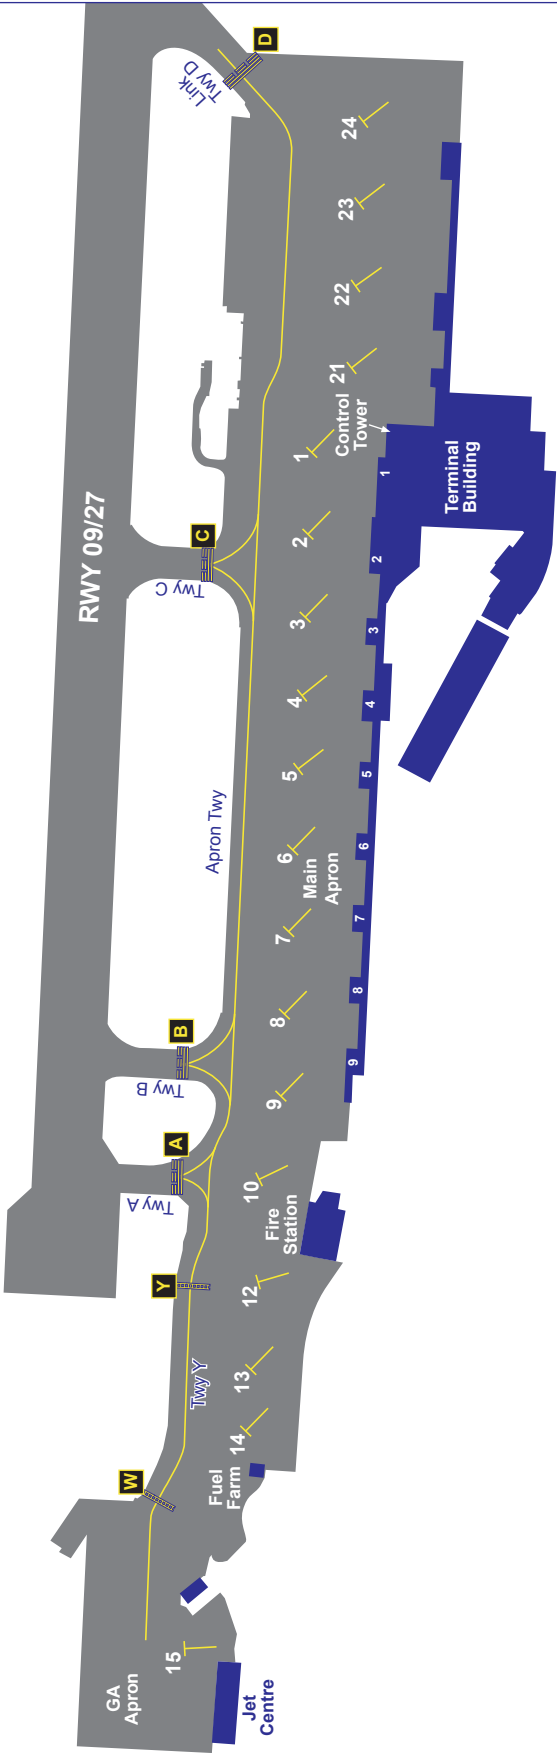 D
Link
Twy D
24
23
22
21
Control
Tower
1
1
Terminal
Building
RWY 09/27
C
Twy C
2
2
3
3
4
4
5
5
Apron Twy
6
6
Main
Apron
7
7
8
8
B
Twy B
9
9
A
Twy A
10
Fire
Station
Y
12
Twy Y
13
14
W
Fuel
Farm
15
GA
Apron
Jet
Centre